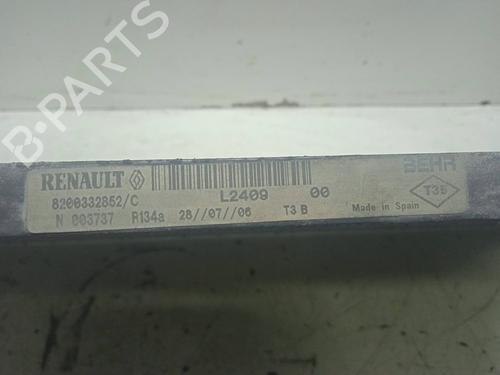 B-PARTS
RENAULT
BEHR
8200332852/C
L2409 00
T35
N 003737 R134a 28//07//06 T3 B Made in Spain